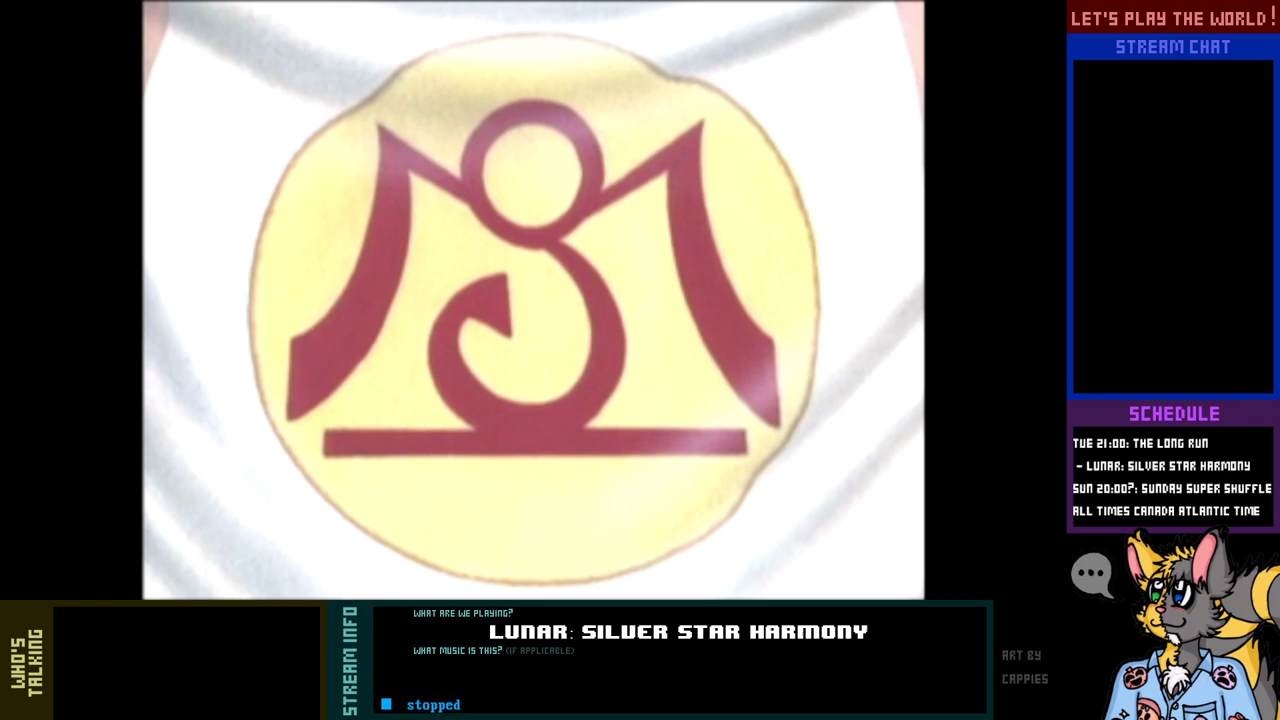 LET'S PLAY THE WORLD!
STREAM CHAT
SCHEDULE
TUE 21:00: THE LONG RUN
- LUNAR: SILVER STAR HARMONY
SUN 20:00?: SUNDAY SUPER SHUFFLE
ALL TIMES CANADA ATLANTIC TIME
WHO'S
TALKING
STREAM INFO
WHAT ARE WE PLAYING?
LUNAR: SILVER STAR HARMONY
WHAT MUSIC IS THIS? (IF APPLICABLE)
stopped
ART BY
CAPPIES